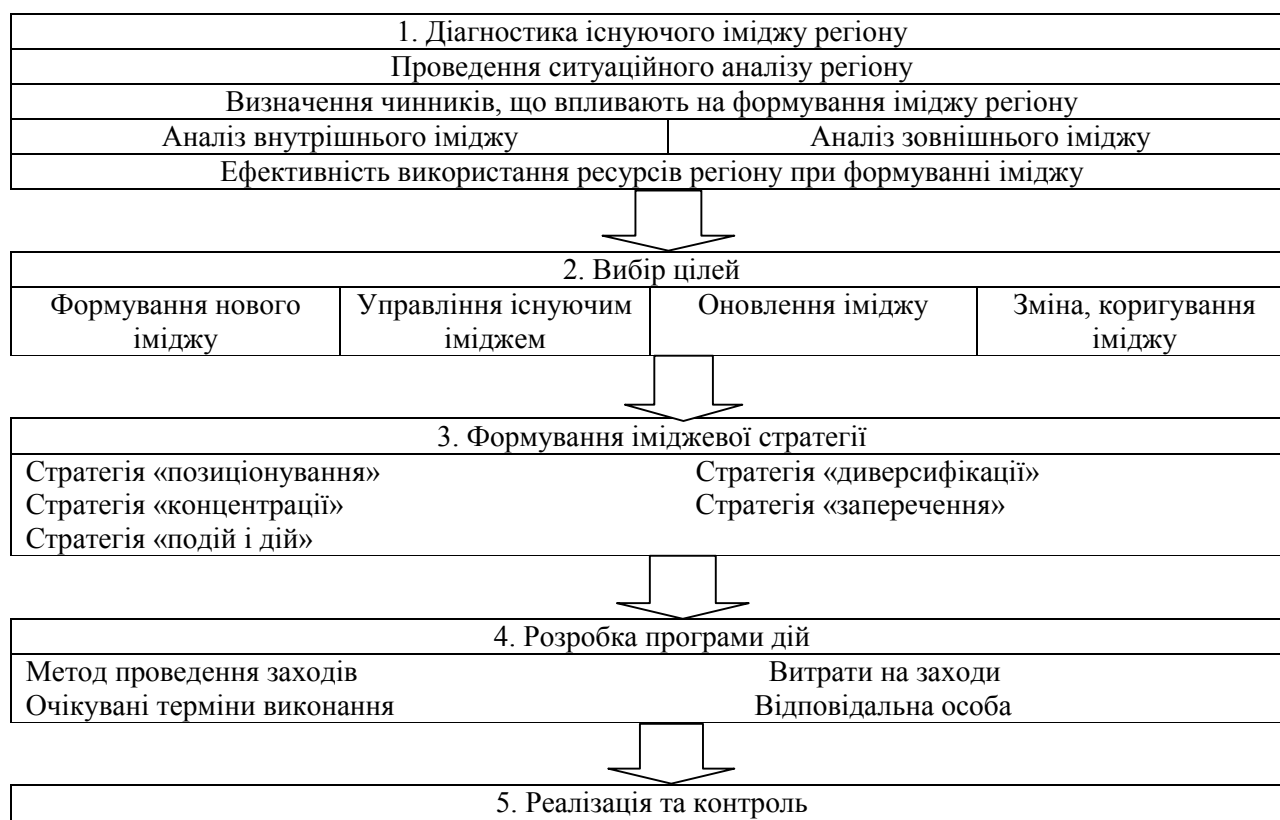 1. Діагностика існуючого іміджу регіону
Проведення ситуаційного аналізу регіону
Визначення чинників, що впливають на формування іміджу регіону
Аналіз внутрішнього іміджу
Аналіз зовнішнього іміджу
Ефективність використання ресурсів регіону при формуванні іміджу
2. Вибір цілей
Формування нового
іміджу
Управління існуючим
іміджем
Оновлення іміджу
Зміна, коригування
іміджу
3. Формування іміджевої стратегії
Стратегія «позиціонування»
Стратегія «концентрації»
Стратегія «подій і дій»
Стратегія «диверсифікації»
Стратегія «заперечення»
4. Розробка програми дій
Метод проведення заходів
Очікувані терміни виконання
Витрати на заходи
Відповідальна особа
5. Реалізація та контроль